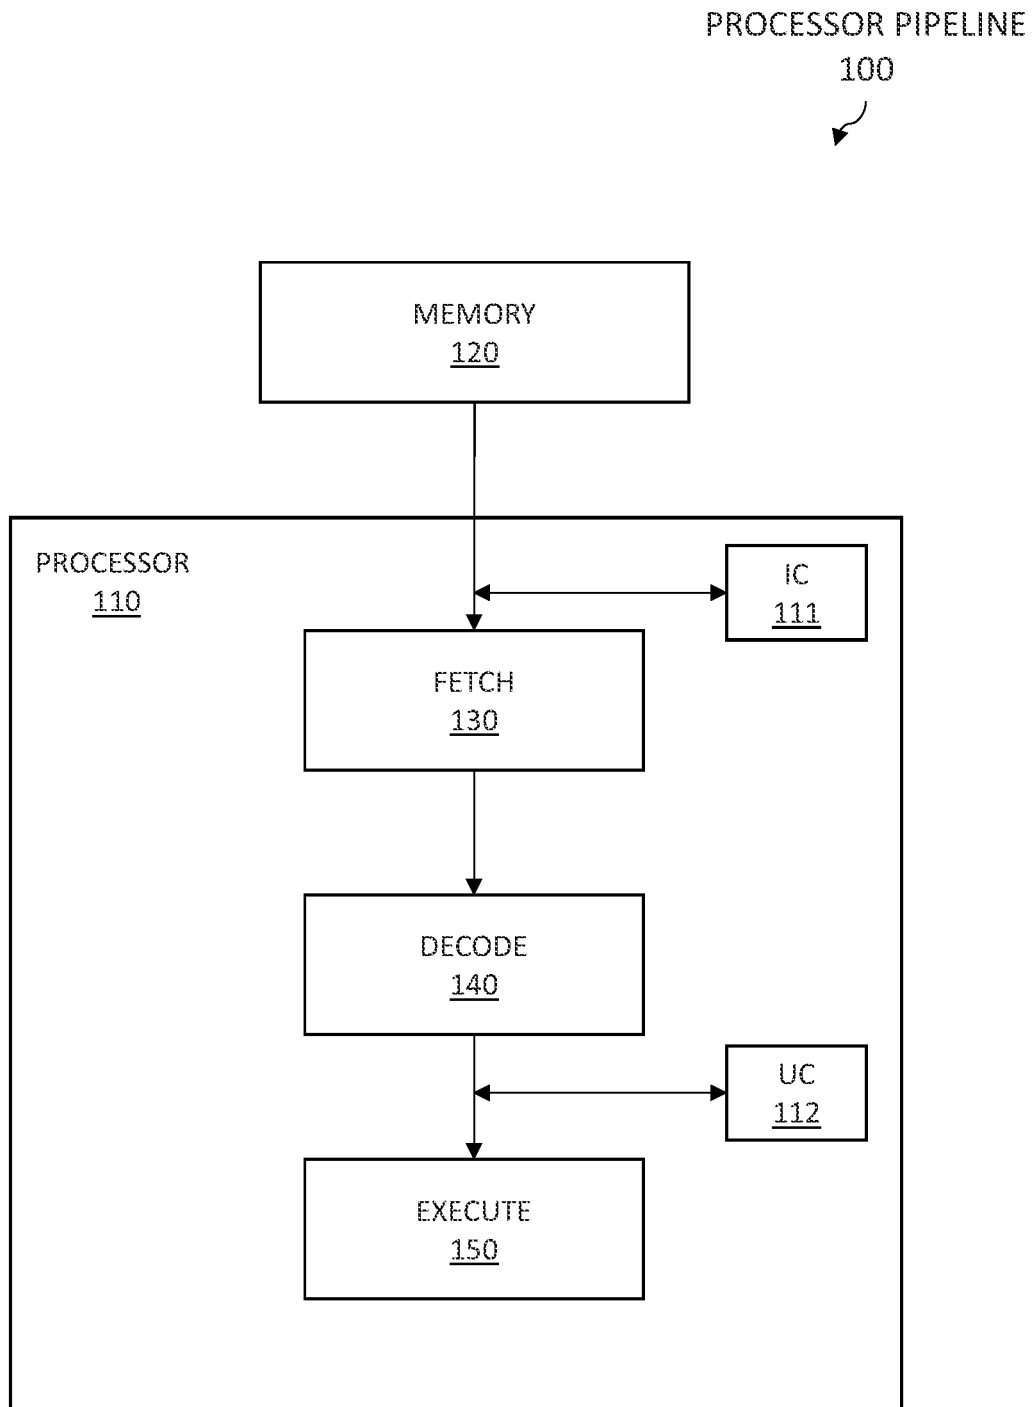 PROCESSOR PIPELINE
100
MEMORY
120
PROCESSOR
110
IC
111
FETCH
130
DECODE
140
UC
112
EXECUTE
150